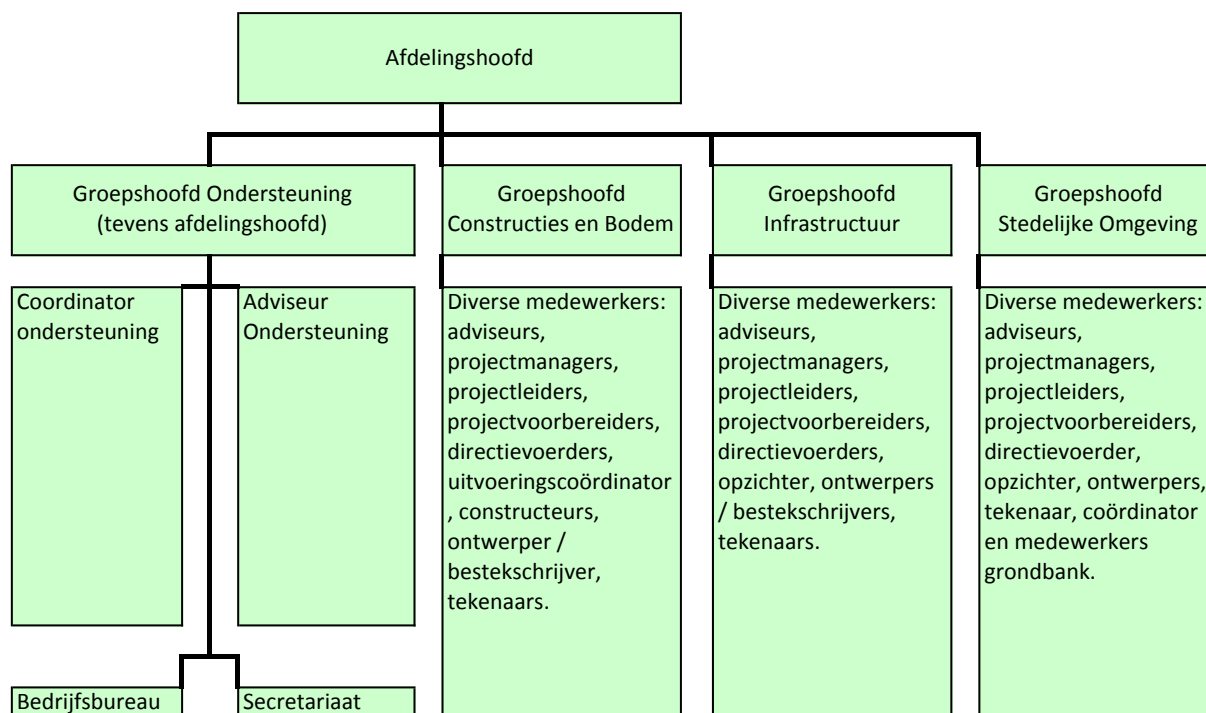 Afdelingshoofd
Groepshoofd Ondersteuning
(tevens afdelingshoofd)
Groepshoofd
Constructies en Bodem
Groepshoofd
Infrastructuur
Groepshoofd
Stedelijke Omgeving
Coordinator
ondersteuning
Adviseur
Ondersteuning
Diverse medewerkers:
adviseurs,
projectmanagers,
projectleiders,
projectvoorbereiders,
directievoerders,
uitvoeringscoördinator
, constructeurs,
ontwerper /
bestekschrijver,
tekenaars.
Diverse medewerkers:
adviseurs,
projectmanagers,
projectleiders,
projectvoorbereiders,
directievoerders,
opzichter, ontwerpers
/ bestekschrijvers,
tekenaars.
Diverse medewerkers:
adviseurs,
projectmanagers,
projectleiders,
projectvoorbereiders,
directievoerder,
opzichter, ontwerpers,
tekenaar, coördinator
en medewerkers
grondbank.
Bedrijfsbureau
Secretariaat